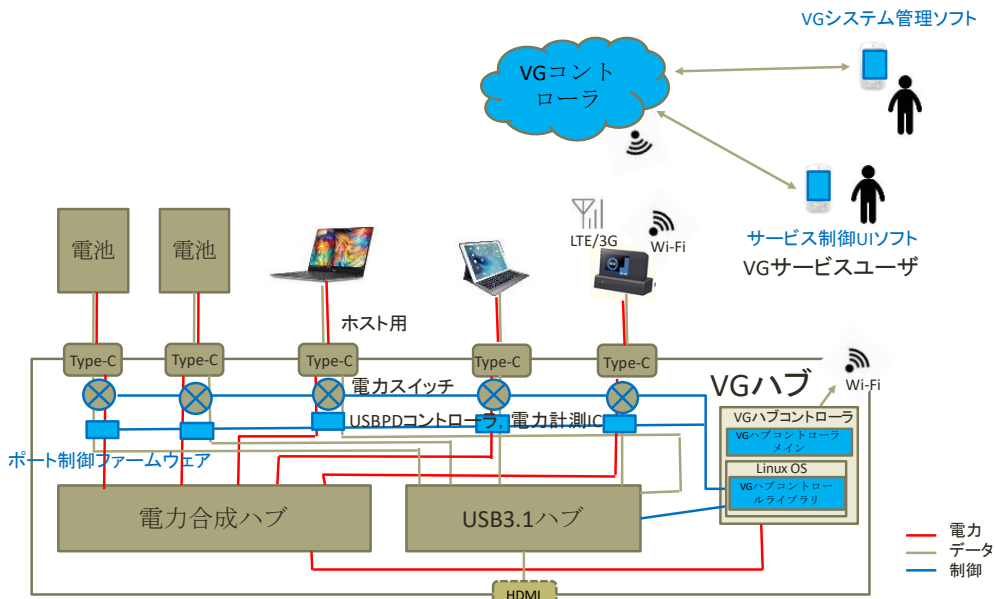 VGシステム管理ソフト
VGコント
ローラ
電池
電池
LTE/3G
Wi-Fi
サービス制御UIソフト
VGサービスユーザ
ホスト用
Type-C
Type-C
Type-C
Type-C
Type-C
電力スイッチ
VGハブ
Wi-Fi
USBPDコントローラ, 電力計測IC
VGハブコントローラ
VGハブコントローラ
メイン
ポート制御ファームウェア
Linux OS
VGハブコントロー
ルライブラリ
電力合成ハブ
USB3.1ハブ
電力
データ
制御
HDMI